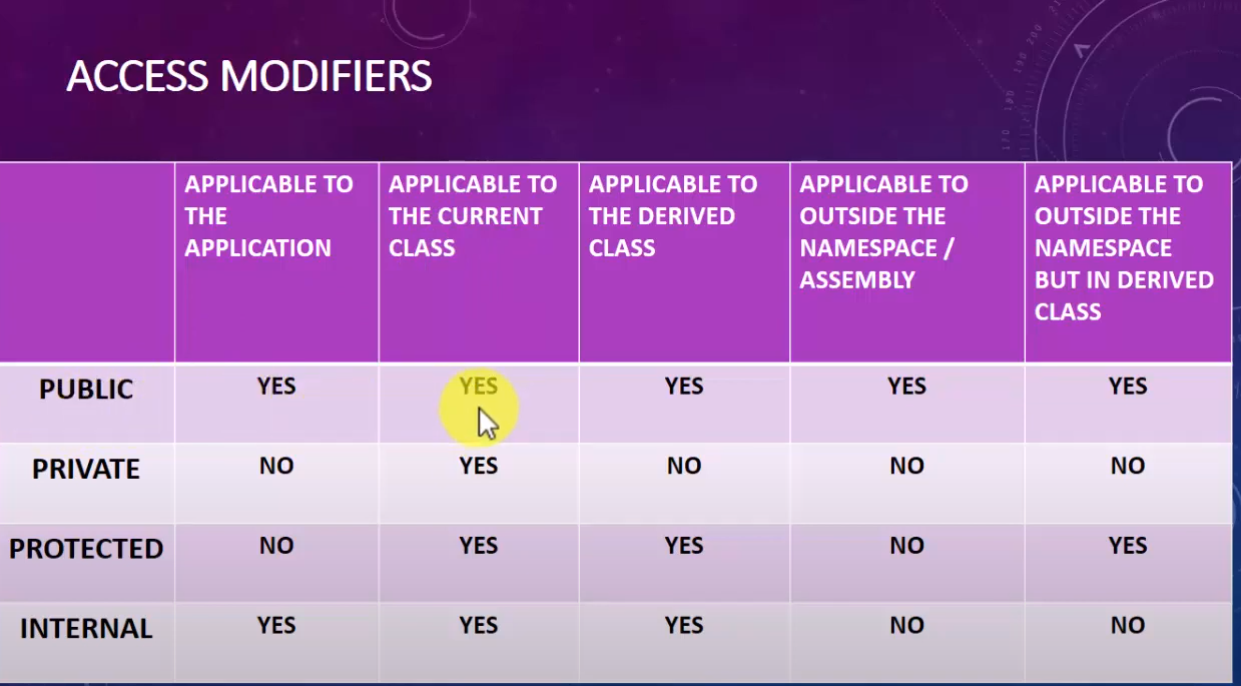 ACCESS MODIFIERS
APPLICABLE TO
THE
APPLICATION
APPLICABLE TO
THE CURRENT
CLASS
APPLICABLE TO
THE DERIVED
CLASS
APPLICABLE TO
OUTSIDE THE
NAMESPACE /
ASSEMBLY
APPLICABLE TO
OUTSIDE THE
NAMESPACE
BUT IN DERIVED
CLASS
PUBLIC YES YES YES YES YES
PRIVATE NO YES NO NO NO
PROTECTED NO YES YES NO YES
INTERNAL YES YES YES NO NO